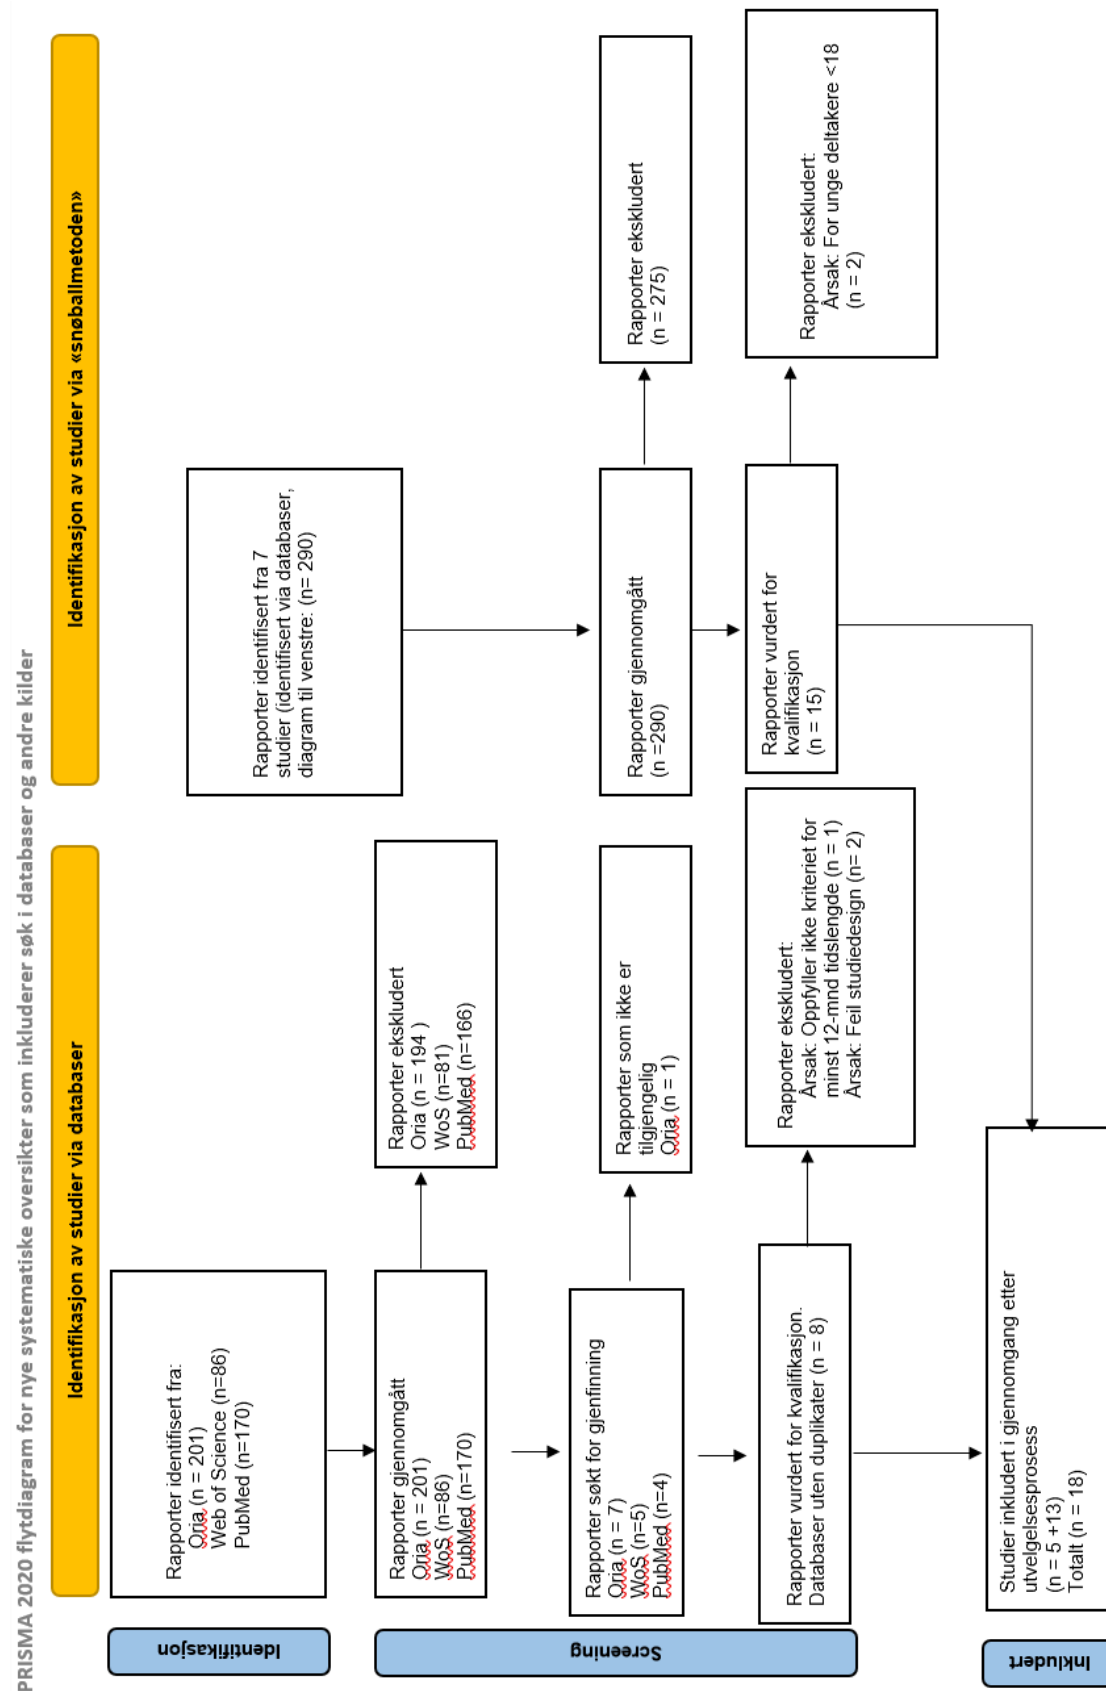 PRISMA 2020 flytdiagram for nye systematiske oversikter som inkluderer søk i databaser og andre kilder
Identifikasjon av studier via databaser
Identifikasjon av studier via «snøballmetoden»
Identifikasjon
Rapporter identifisert fra:
Oria (n = 201)
Web of Science (n=86)
PubMed (n=170)
Rapporter identifisert fra 7
studier (identifisert via databaser,
diagram til venstre: (n= 290)
Screening
Rapporter gjennomgått
Oria (n = 201)
WoS (n=86)
PubMed (n=170)
Rapporter ekskludert
Oria (n = 194 )
WoS (n=81)
PubMed (n=166)
Rapporter søkt for gjenfinning
Oria (n = 7)
WoS (n=5)
PubMed (n=4)
Rapporter som ikke er
tilgjengelig
Oria (n = 1)
Rapporter gjennomgått
(n =290)
Rapporter ekskludert
(n = 275)
Rapporter vurdert for kvalifikasjon.
Databaser uten duplikater (n = 8)
Rapporter ekskludert:
Årsak: Oppfyller ikke kriteriet for
minst 12-mnd tidslengde (n = 1)
Årsak: Feil studiedesign (n= 2)
Rapporter vurdert for
kvalifikasjon
(n = 15)
Rapporter ekskludert:
Årsak: For unge deltakere <18
(n = 2)
Inkludert
Studier inkludert i gjennomgang etter
utvelgelsesprosess
(n = 5 +13)
Totalt (n = 18)